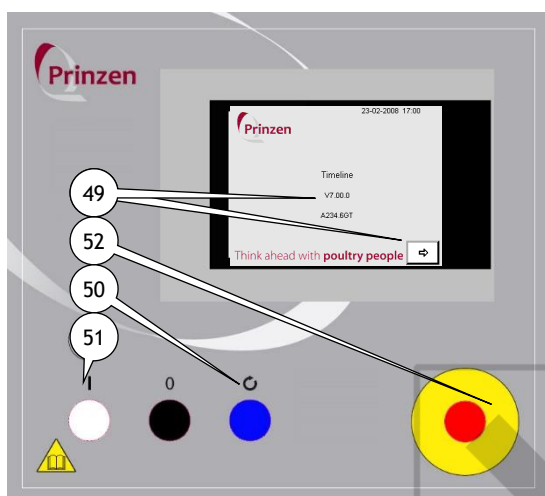 Prinzen
23-02-2008 17:00
Prinzen
Timeline
V7.00.0
A234.6GT
Think ahead with poultry people
49
52
50
51
I
0